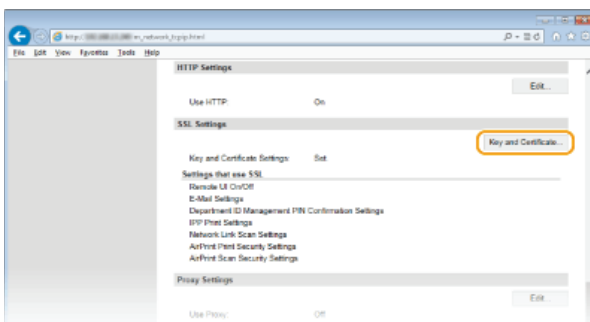 http://
m_network_tcpip.html
File Edit View Favorites Tools Help
HTTP Settings
Edit...
Use HTTP: On
SSL Settings
Key and Certificate...
Key and Certificate Settings: Set
Settings that use SSL
Remote UI On/Off
E-Mail Settings
Department ID Management PIN Confirmation Settings
IPP Print Settings
Network Link Scan Settings
AirPrint Print Security Settings
AirPrint Scan Security Settings
Proxy Settings
Edit...
Use Proxy: Off